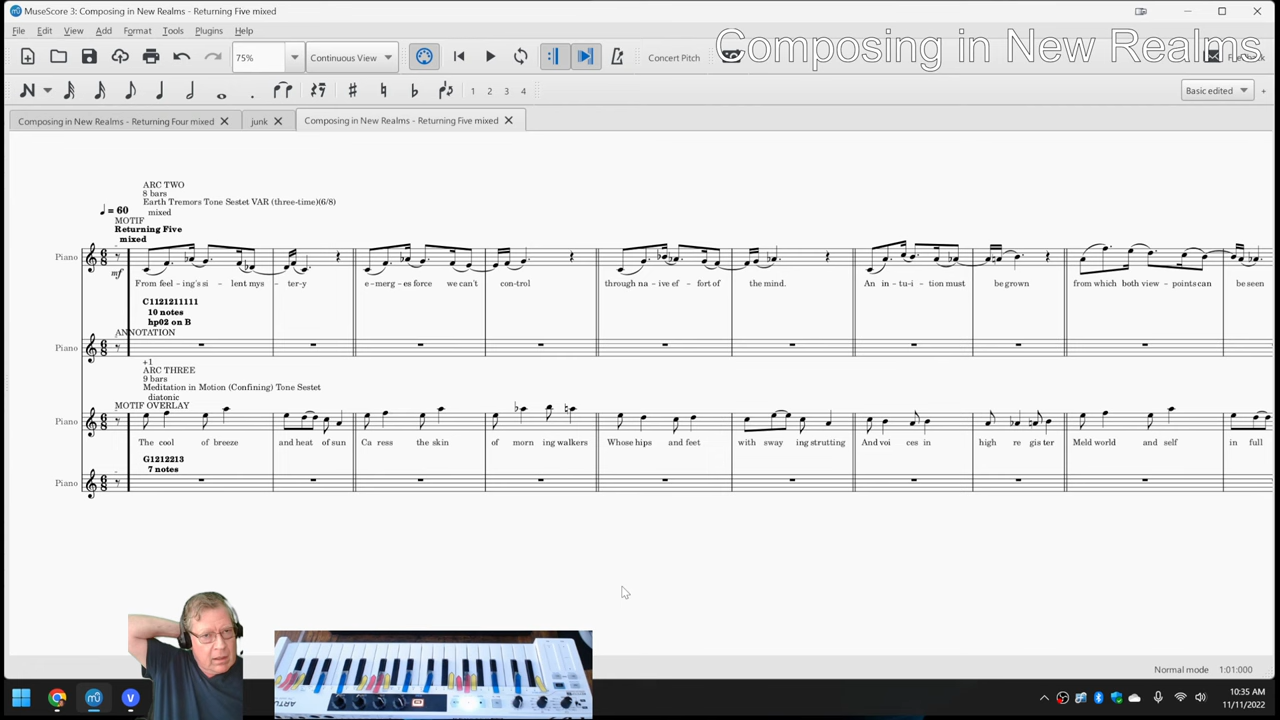 MuseScore 3: Composing in New Realms - Returning Five mixed
File Edit View Add Format Tools Plugins Help
Composing in New Realms
75% Continuous View Concert Pitch
1 2 3 4 Basic edited
Composing in New Realms - Returning Four mixed junk Composing in New Realms - Returning Five mixed
ARC TWO
8 bars
Earth Tremors Tone Sestet VAR (three-time)(6/8)
mixed
= 60
MOTIF
Returning Five
mixed
Piano
mf
From feel - ing's si - lent mys - ter-y e-merg - es force we can't con-trol through na - ive ef - fort of the mind. An in - tu-i - tion must be grown from which both view - points can be seen
C1121211111
10 notes
hp02 on B
ANNOTATION
Piano
+1
ARC THREE
9 bars
Meditation in Motion (Confining) Tone Sestet
diatonic
MOTIF OVERLAY
Piano
The cool of breeze and heat of sun Ca ress the skin of morn ing walkers Whose hips and feet with sway ing strutting And voi ces in high re gis ter Meld world and self in full
G1212213
7 notes
Piano
Normal mode 1:01:000
10:35 AM
11/11/2022